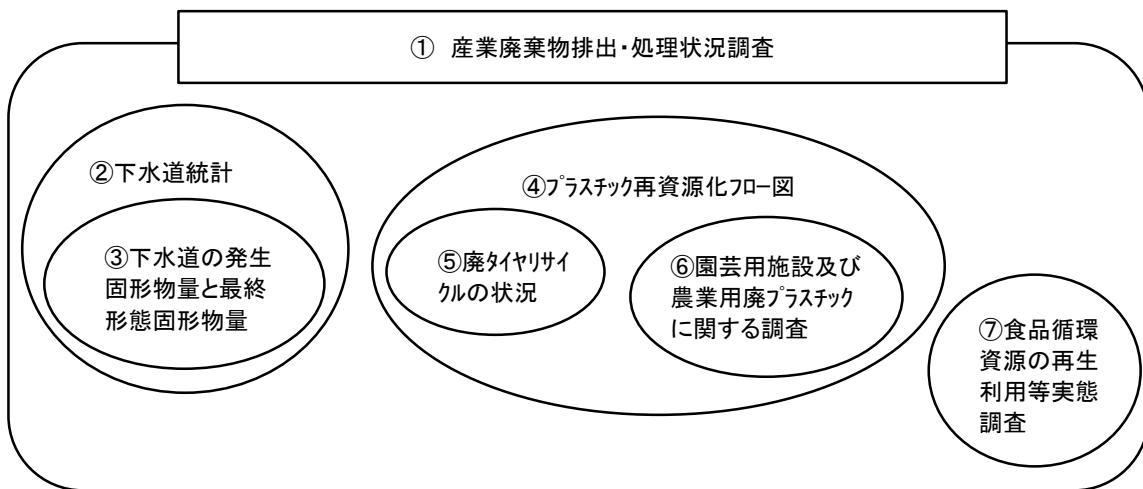 ① 産業廃棄物排出・処理状況調査
②下水道統計
③下水道の発生
固形物量と最終
形態固形物量
④プラスチック再資源化フロー図
⑤廃タイヤリサイ
クルの状況
⑥園芸用施設及び
農業用廃プラスチック
に関する調査
⑦食品循環
資源の再生
利用等実態
調査